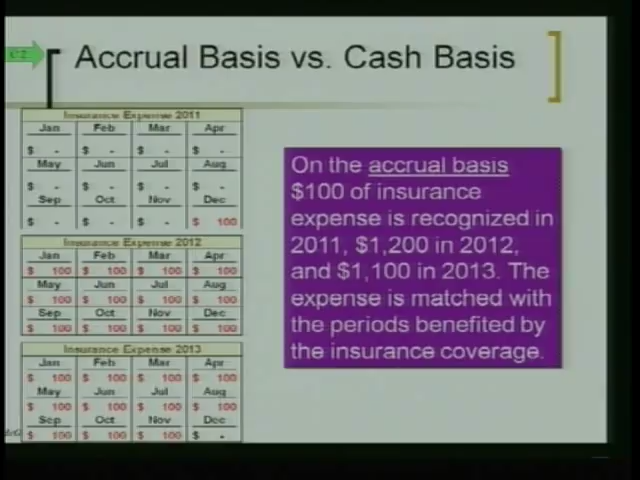 C 2
Accrual Basis vs. Cash Basis
Insurance Expense 2011
Jan Feb Mar Apr
$ - $ - $ - $ -
May Jun Jul Aug
$ - $ - $ - $ -
Sep Oct Nov Dec
$ - $ - $ - $ 100
Insurance Expense 2012
Jan Feb Mar Apr
$ 100 $ 100 $ 100 $ 100
May Jun Jul Aug
$ 100 $ 100 $ 100 $ 100
Sep Oct Nov Dec
$ 100 $ 100 $ 100 $ 100
Insurance Expense 2013
Jan Feb Mar Apr
$ 100 $ 100 $ 100 $ 100
May Jun Jul Aug
$ 100 $ 100 $ 100 $ 100
Sep Oct Nov Dec
$ 100 $ 100 $ 100 $ -
On the accrual basis
$100 of insurance
expense is recognized in
2011, $1,200 in 2012,
and $1,100 in 2013. The
expense is matched with
the periods benefited by
the insurance coverage.